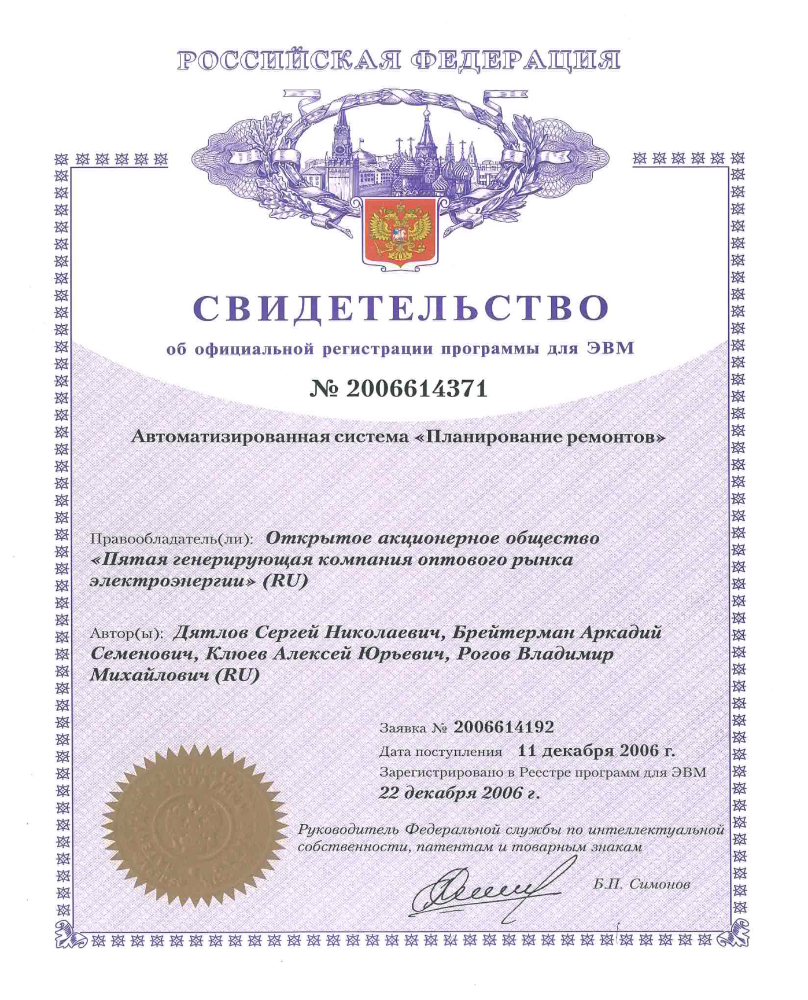 РОССИЙСКАЯ ФЕДЕРАЦИЯ
СВИДЕТЕЛЬСТВО
об официальной регистрации программы для ЭВМ
№ 2006614371
Автоматизированная система «Планирование ремонтов»
Правообладатель(ли): Открытое акционерное общество
«Пятая генерирующая компания оптового рынка
электроэнергии» (RU)
Автор(ы): Дятлов Сергей Николаевич, Брейтерман Аркадий
Семенович, Клюев Алексей Юрьевич, Рогов Владимир
Михайлович (RU)
Заявка № 2006614192
Дата поступления 11 декабря 2006 г.
Зарегистрировано в Реестре программ для ЭВМ
22 декабря 2006 г.
Руководитель Федеральной службы по интеллектуальной
собственности, патентам и товарным знакам
Б.П. Симонов